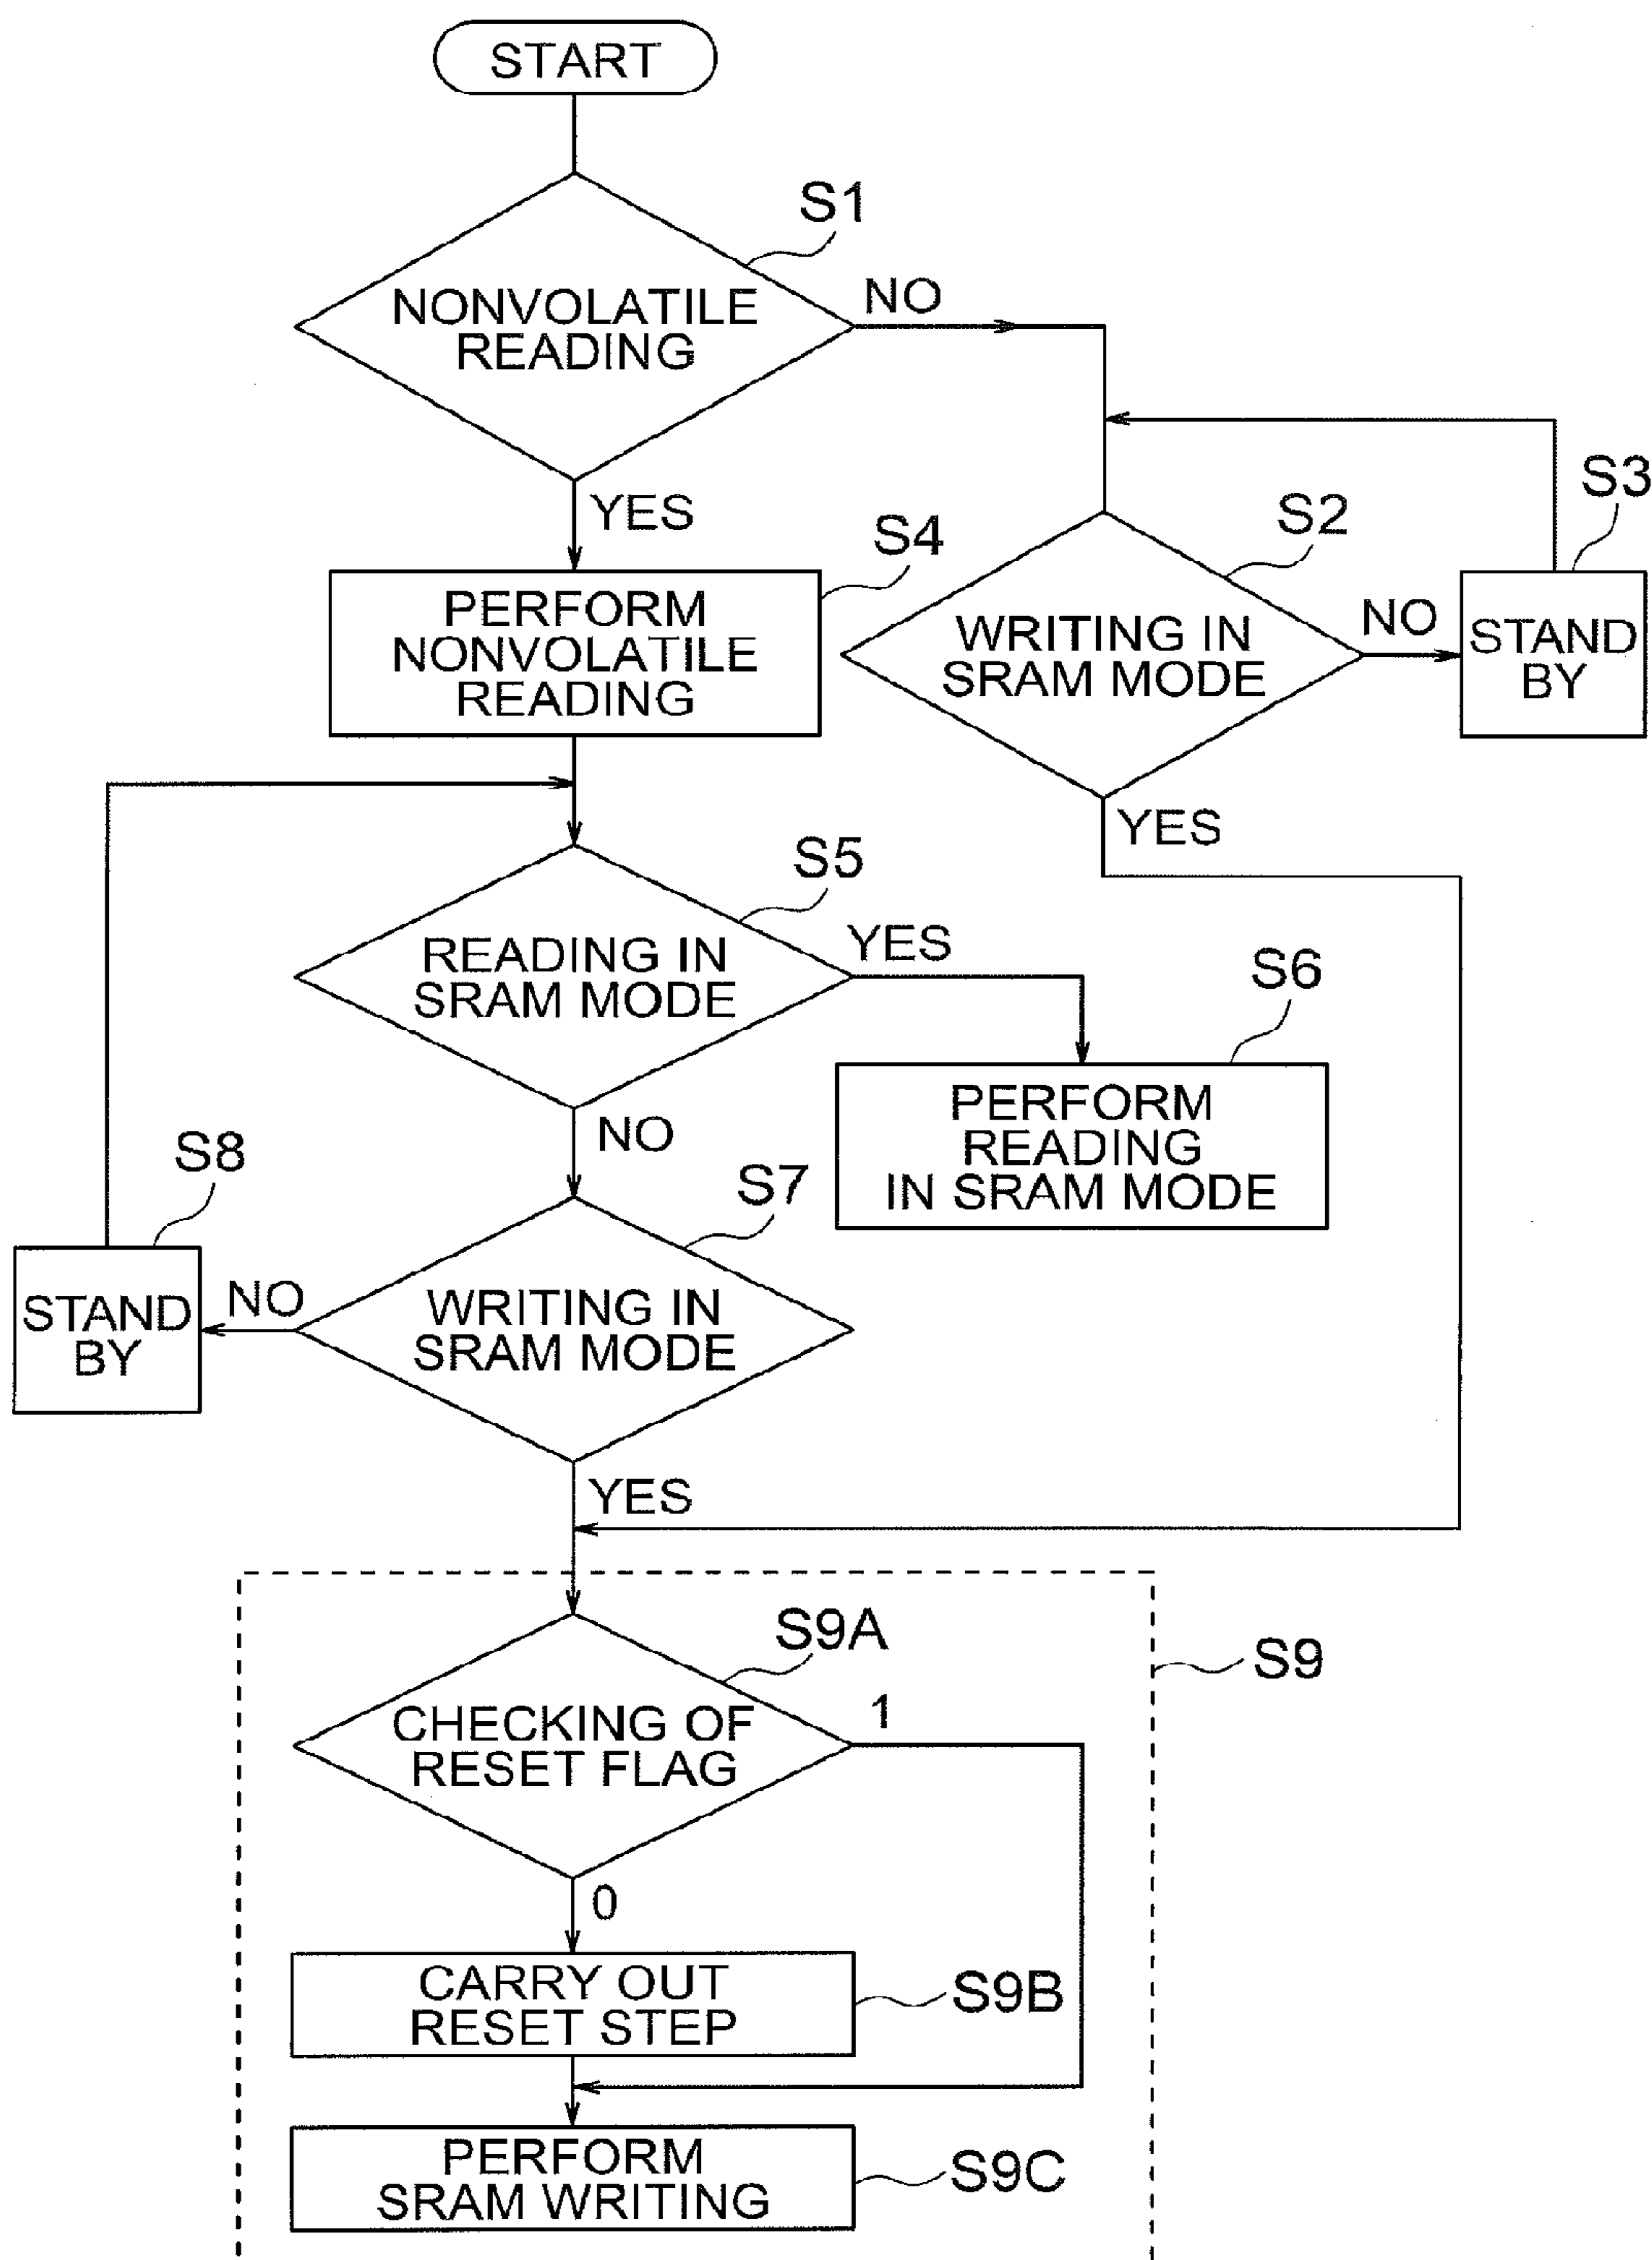 START
S1
NONVOLATILE
READING
NO
YES
S4
PERFORM
NONVOLATILE
READING
S2
WRITING IN
SRAM MODE
NO
S3
STAND
BY
YES
S5
READING IN
SRAM MODE
YES
S6
PERFORM
READING
IN SRAM MODE
NO
S7
WRITING IN
SRAM MODE
NO
S8
STAND
BY
YES
S9
S9A
CHECKING OF
RESET FLAG
1
0
CARRY OUT
RESET STEP
S9B
PERFORM
SRAM WRITING
S9C